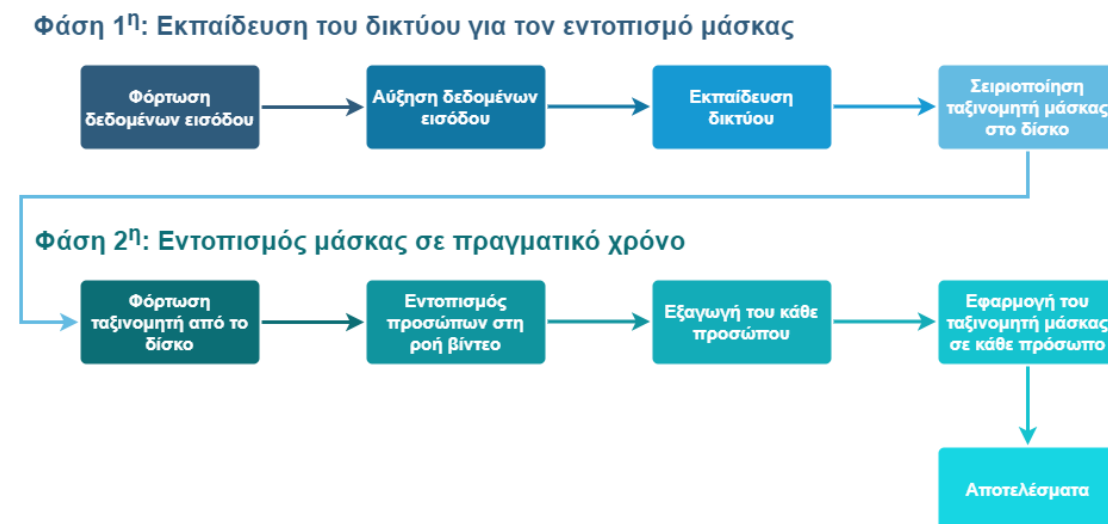 Φάση 1η: Εκπαίδευση του δικτύου για τον εντοπισμό μάσκας
Φόρτωση
δεδομένων εισόδου
Αύξηση δεδομένων
εισόδου
Εκπαίδευση
δικτύου
Σειριοποίηση
ταξινομητή μάσκας
στο δίσκο
Φάση 2η: Εντοπισμός μάσκας σε πραγματικό χρόνο
Φόρτωση
ταξινομητή από το
δίσκο
Εντοπισμός
προσώπων στη
ροή βίντεο
Εξαγωγή του κάθε
προσώπου
Εφαρμογή του
ταξινομητή μάσκας
σε κάθε πρόσωπο
Αποτελέσματα